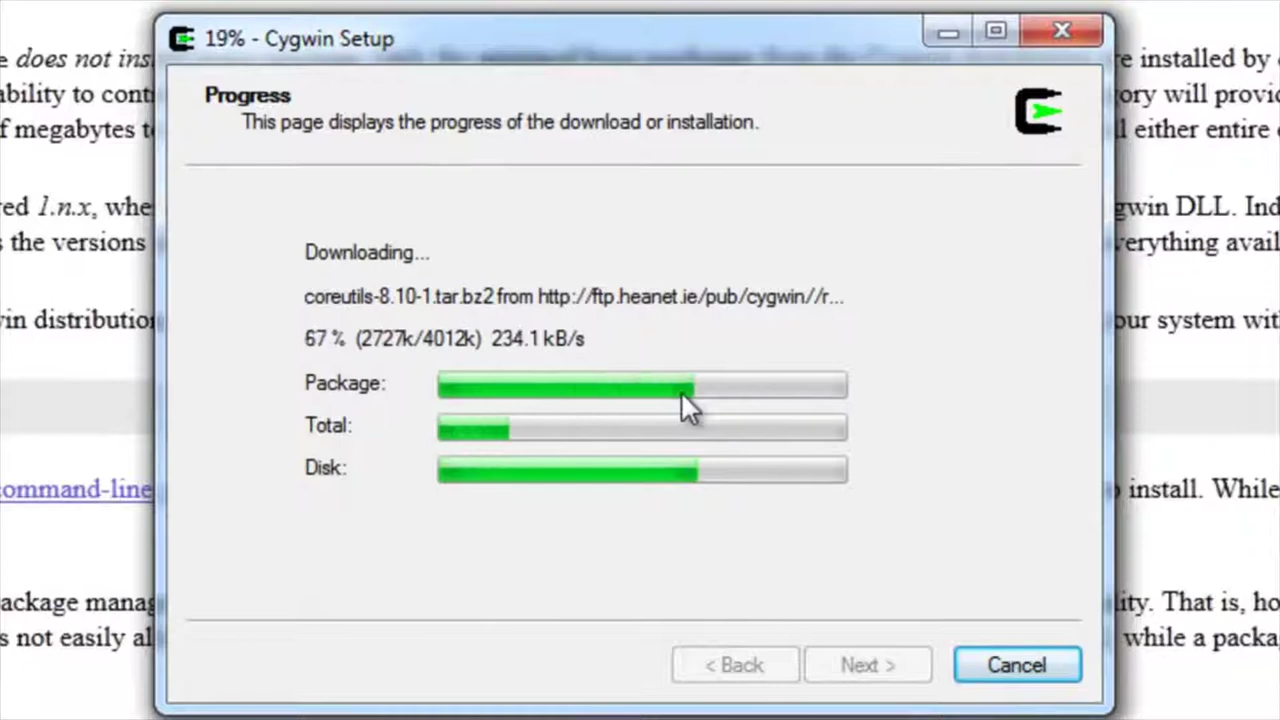 19% - Cygwin Setup
e does not ins
re installed by
ability to cont
ory will provi
f megabytes t
l either entire
Progress
This page displays the progress of the download or installation.
red 1.n.x, whe
gwin DLL. Ind
s the versions
verything avail
Downloading...
coreutils-8.10-1.tar.bz2 from http://ftp.heanet.ie/pub/cygwin//r...
win distribution
our system wit
67 % (2727k/4012k) 234.1 kB/s
Package:
Total:
Disk:
command-line
o install. While
ackage manag
lity. That is, ho
s not easily al
while a packa
< Back
Next >
Cancel